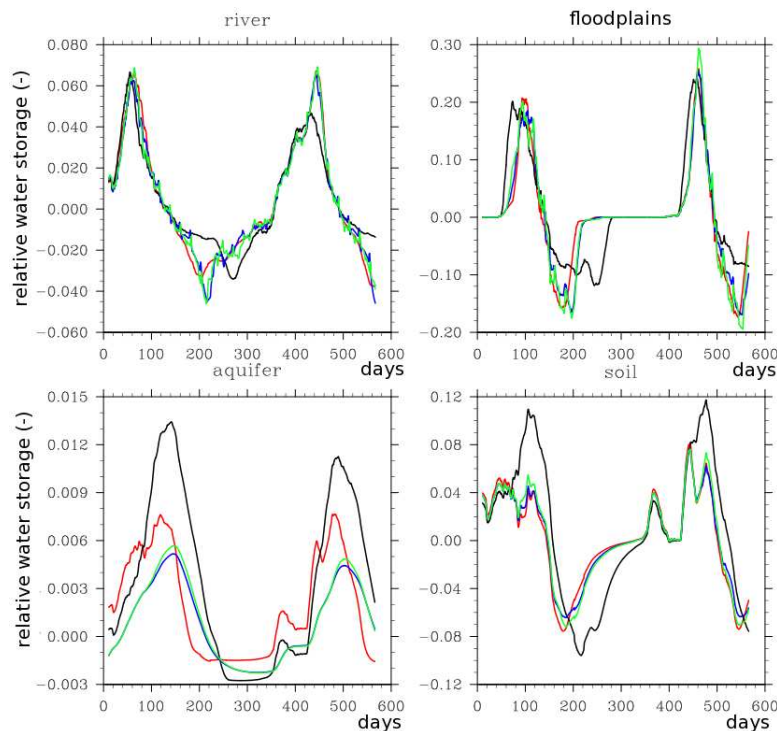 river
floodplains
relative water storage (-)
0.080
0.060
0.040
0.020
0.000
−0.020
−0.040
−0.060
0 100 200 300 400 500 600
days
0.30
0.20
0.10
0.00
−0.10
−0.20
0 100 200 300 400 500 600
days
aquifer
soil
relative water storage (-)
0.015
0.012
0.009
0.006
0.003
0.000
−0.003
0 100 200 300 400 500 600
days
0.12
0.08
0.04
0.00
−0.04
−0.08
−0.12
0 100 200 300 400 500 600
days